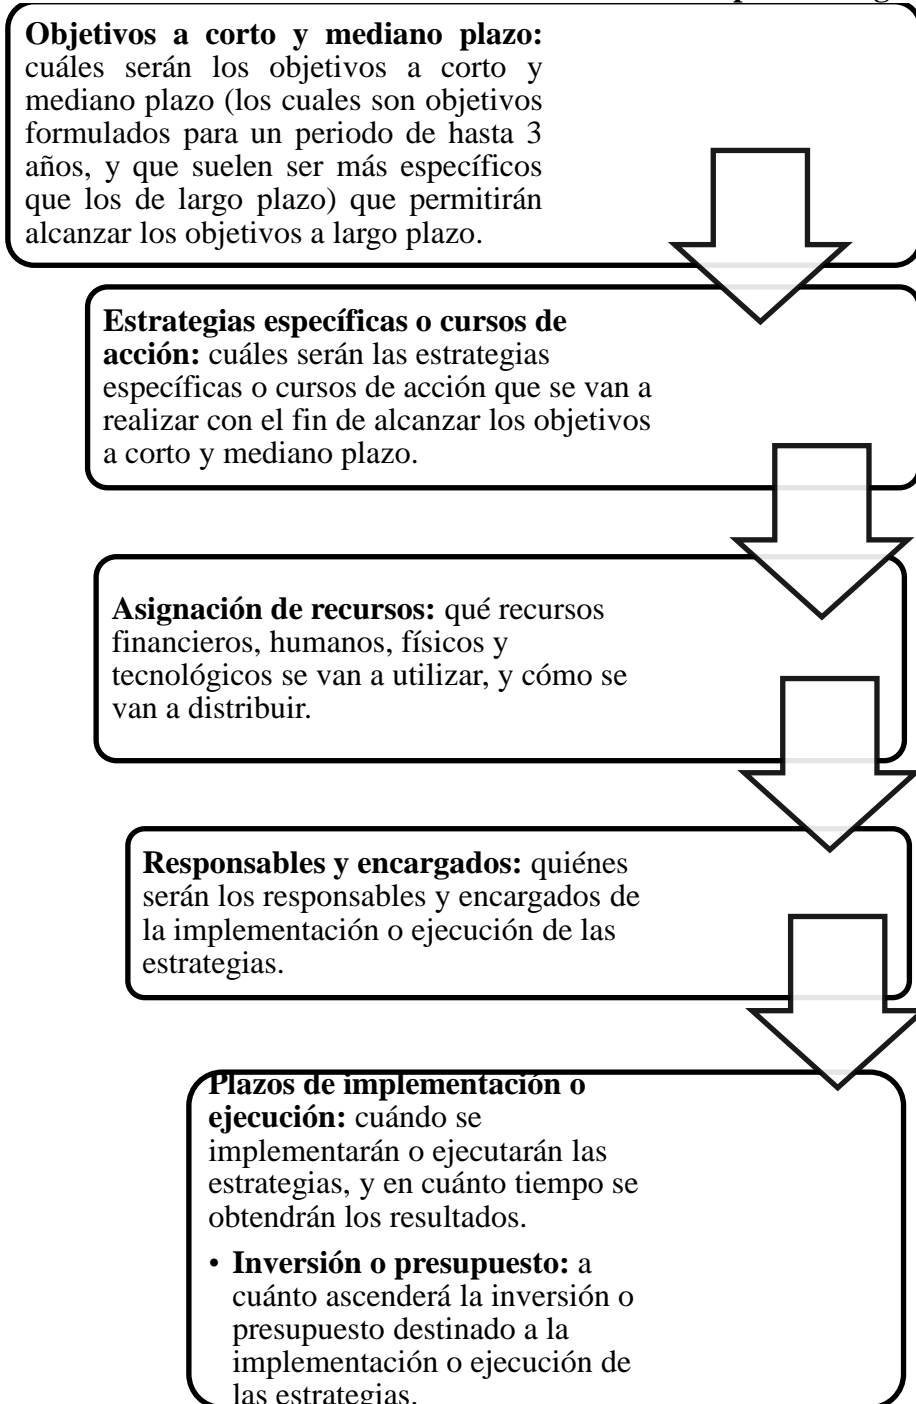 Objetivos a corto y mediano plazo:
cuáles serán los objetivos a corto y
mediano plazo (los cuales son objetivos
formulados para un periodo de hasta 3
años, y que suelen ser más específicos
que los de largo plazo) que permitirán
alcanzar los objetivos a largo plazo.
Estrategias específicas o cursos de
acción: cuáles serán las estrategias
específicas o cursos de acción que se van a
realizar con el fin de alcanzar los objetivos
a corto y mediano plazo.
Asignación de recursos: qué recursos
financieros, humanos, físicos y
tecnológicos se van a utilizar, y cómo se
van a distribuir.
Responsables y encargados: quiénes
serán los responsables y encargados de
la implementación o ejecución de las
estrategias.
Plazos de implementación o
ejecución: cuándo se
implementarán o ejecutarán las
estrategias, y en cuánto tiempo se
obtendrán los resultados.
• Inversión o presupuesto: a
cuánto ascenderá la inversión o
presupuesto destinado a la
implementación o ejecución de
las estrategias.